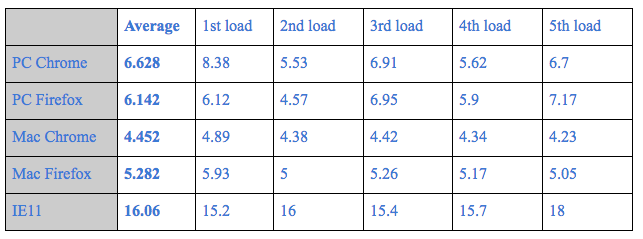 Average 1st load 2nd load 3rd load 4th load 5th load
PC Chrome 6.628 8.38 5.53 6.91 5.62 6.7
PC Firefox 6.142 6.12 4.57 6.95 5.9 7.17
Mac Chrome 4.452 4.89 4.38 4.42 4.34 4.23
Mac Firefox 5.282 5.93 5 5.26 5.17 5.05
IE11 16.06 15.2 16 15.4 15.7 18